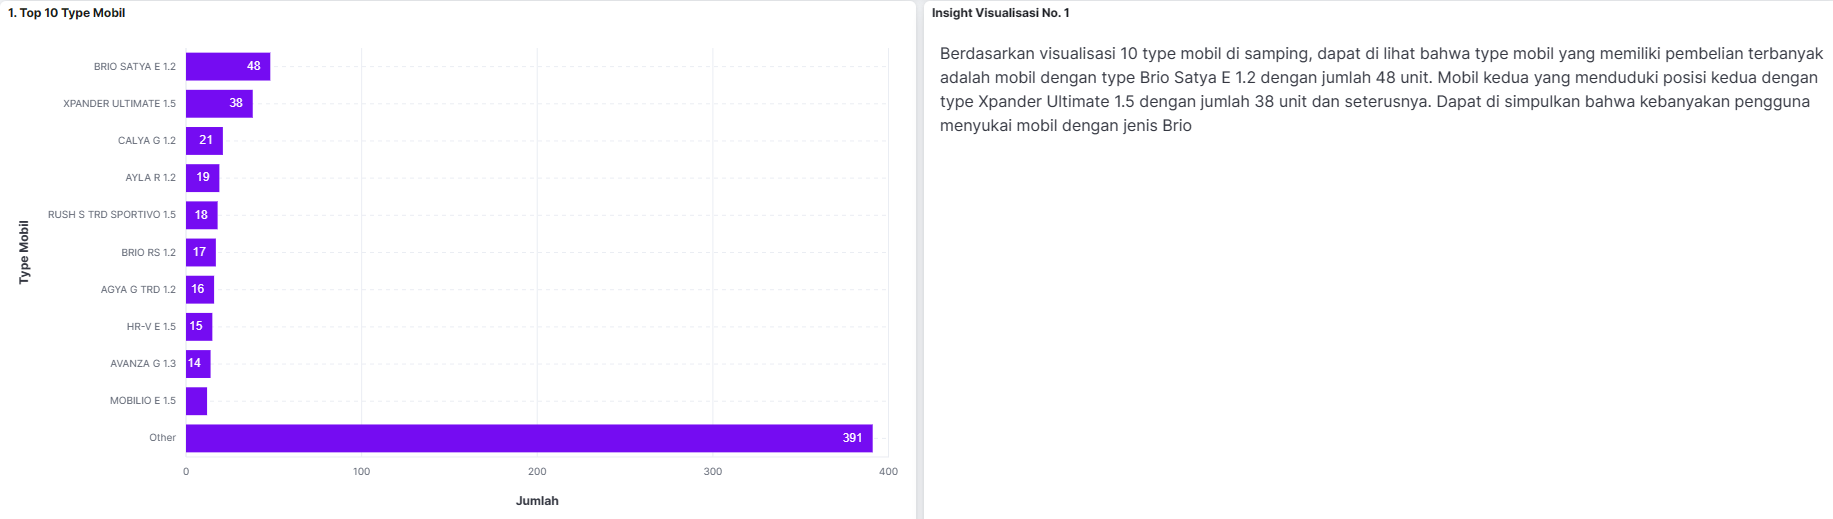 1. Top 10 Type Mobil
Type Mobil
BRIO SATYA E 1.2
48
XPANDER ULTIMATE 1.5
38
CALYA G 1.2
21
AYLA R 1.2
19
RUSH S TRD SPORTIVO 1.5
18
BRIO RS 1.2
17
AGYA G TRD 1.2
16
HR-V E 1.5
15
AVANZA G 1.3
14
MOBILIO E 1.5
Other
391
0 100 200 300 400
Jumlah
Insight Visualisasi No. 1
Berdasarkan visualisasi 10 type mobil di samping, dapat di lihat bahwa type mobil yang memiliki pembelian terbanyak
adalah mobil dengan type Brio Satya E 1.2 dengan jumlah 48 unit. Mobil kedua yang menduduki posisi kedua dengan
type Xpander Ultimate 1.5 dengan jumlah 38 unit dan seterusnya. Dapat di simpulkan bahwa kebanyakan pengguna
menyukai mobil dengan jenis Brio